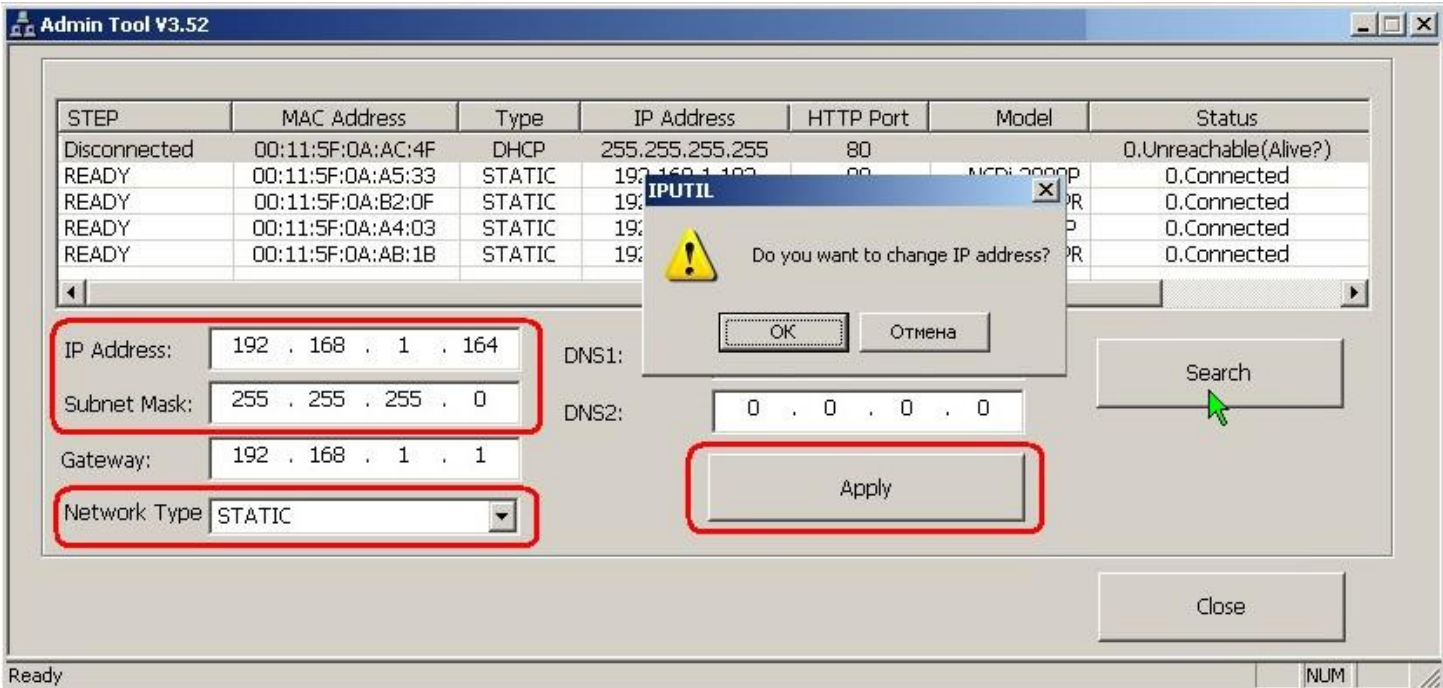 Admin Tool V3.52
STEP MAC Address Type IP Address HTTP Port Model Status
Disconnected 00:11:5F:0A:AC:4F DHCP 255.255.255.255 80 0.Unreachable(Alive?)
READY 00:11:5F:0A:A5:33 STATIC 0.Connected
READY 00:11:5F:0A:B2:0F STATIC 0.Connected
READY 00:11:5F:0A:A4:03 STATIC 0.Connected
READY 00:11:5F:0A:AB:1B STATIC 0.Connected
IPUTIL
Do you want to change IP address?
OK Отмена
IP Address: 192 . 168 . 1 . 164
Subnet Mask: 255 . 255 . 255 . 0
Gateway: 192 . 168 . 1 . 1
Network Type STATIC
DNS1:
DNS2: 0 . 0 . 0 . 0
Apply
Search
Close
Ready NUM